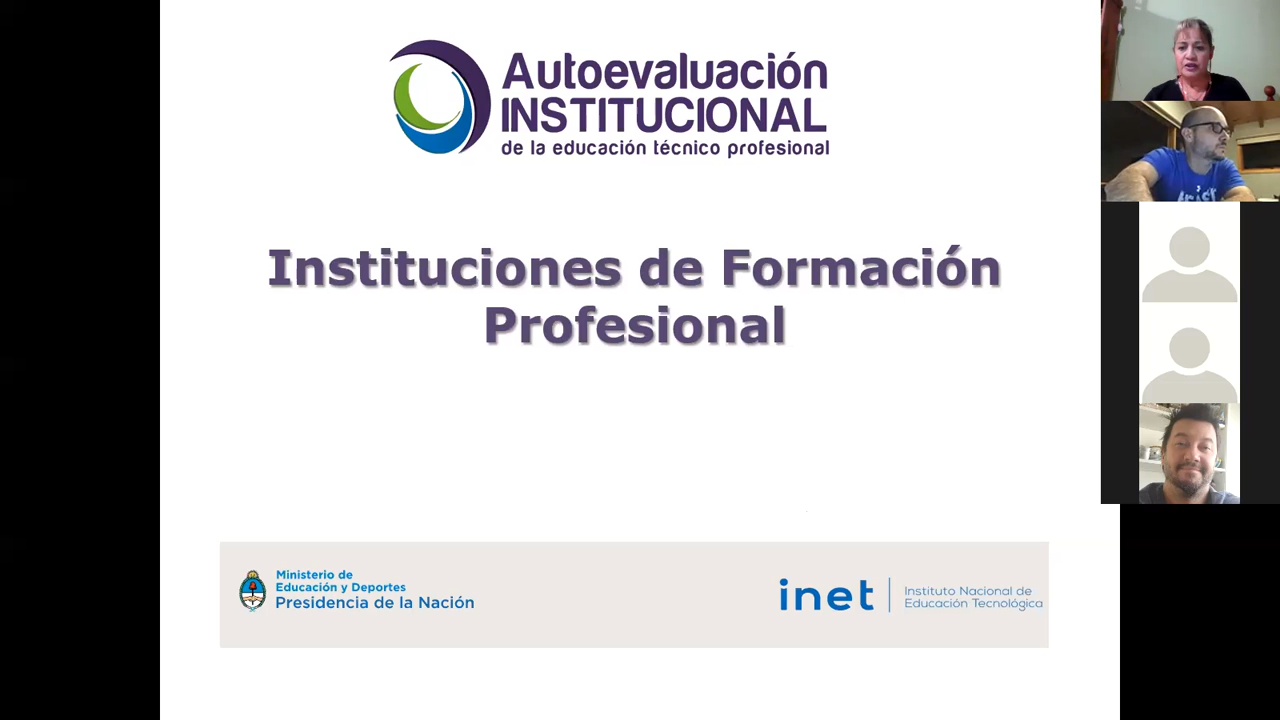 Autoevaluación
INSTITUCIONAL
de la educación técnico profesional
Instituciones de Formación
Profesional
Ministerio de
Educación y Deportes
Presidencia de la Nación
inet
Instituto Nacional de
Educación Tecnológica